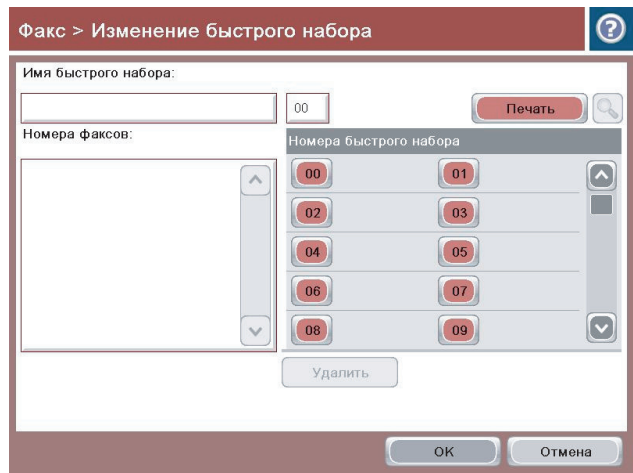 Факс > Изменение быстрого набора
?
Имя быстрого набора:
00
Печать
Номера факсов:
Номера быстрого набора
00 01
02 03
04 05
06 07
08 09
Удалить
OK Отмена